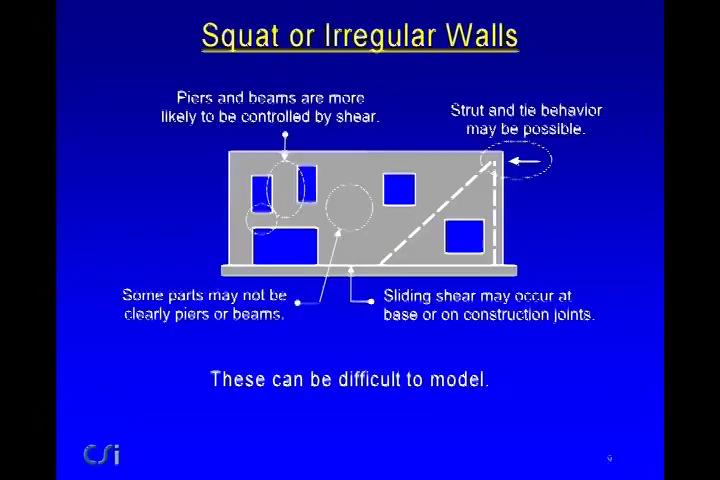 Squat or Irregular Walls
Piers and beams are more
likely to be controlled by shear.
Strut and tie behavior
may be possible.
Some parts may not be
clearly piers or beams.
Sliding shear may occur at
base or on construction joints.
These can be difficult to model.
CSi
9